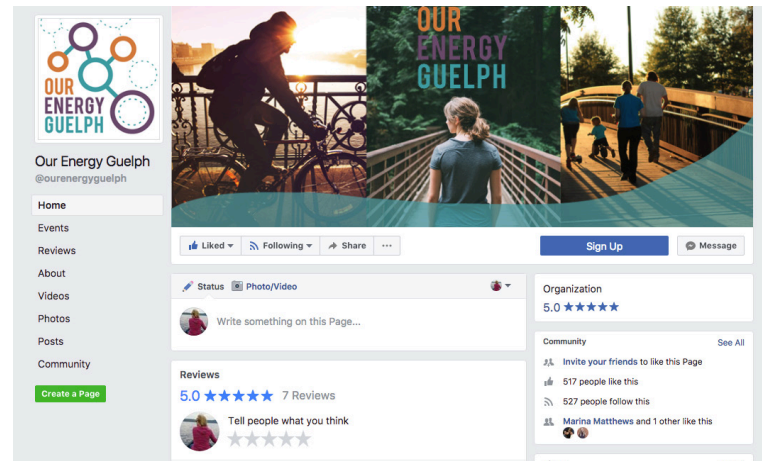 OUR
ENERGY
GUELPH
OUR
ENERGY
GUELPH
Our Energy Guelph
@ourenergyguelph
Home
Events
Reviews
About
Videos
Photos
Posts
Community
Create a Page
Liked Following Share ...
Sign Up Message
Status Photo/Video
Write something on this Page...
Reviews
5.0 ★★★★★ 7 Reviews
Tell people what you think
Organization
5.0 ★★★★★
Community See All
Invite your friends to like this Page
517 people like this
527 people follow this
Marina Matthews and 1 other like this